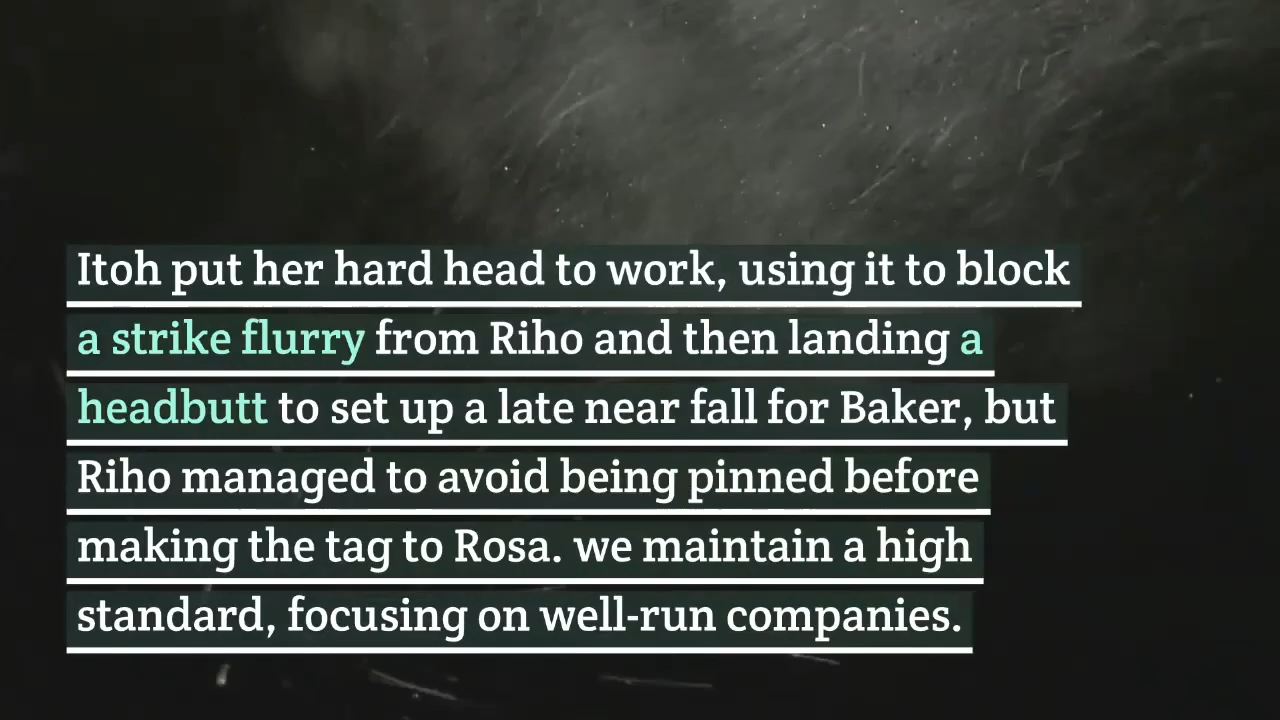 Itoh put her hard head to work, using it to block
a strike flurry from Riho and then landing a
headbutt to set up a late near fall for Baker, but
Riho managed to avoid being pinned before
making the tag to Rosa. we maintain a high
standard, focusing on well-run companies.